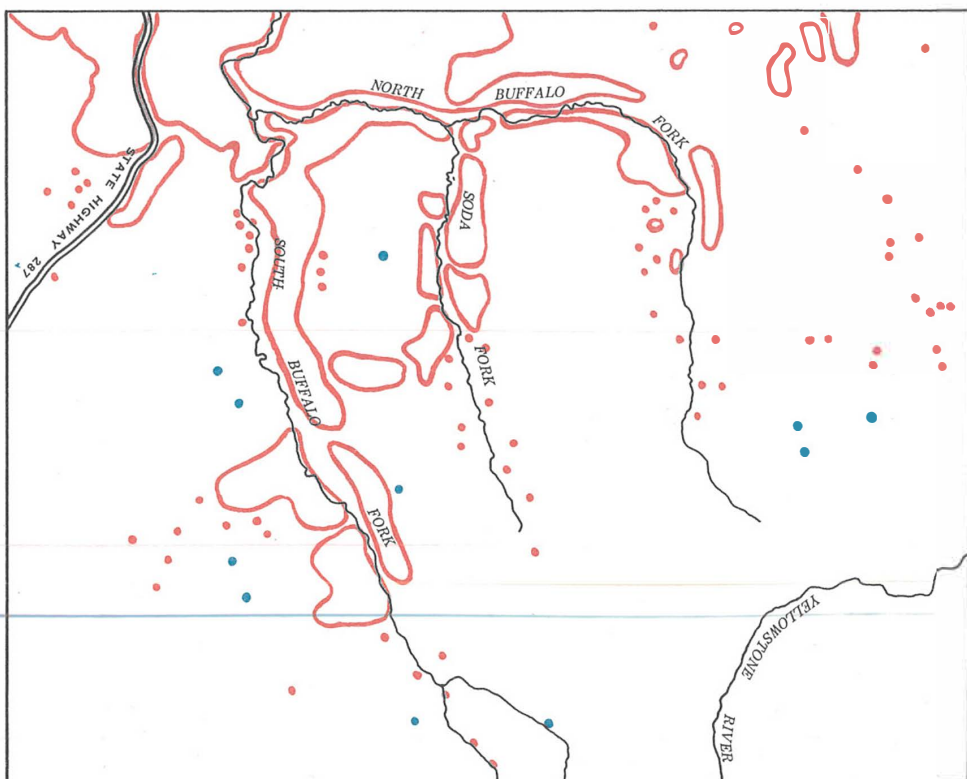 NORTH BUFFALO FORK
STATE HIGHWAY 287
SODA FORK
SOUTH BUFFALO FORK
YELLOWSTONE RIVER